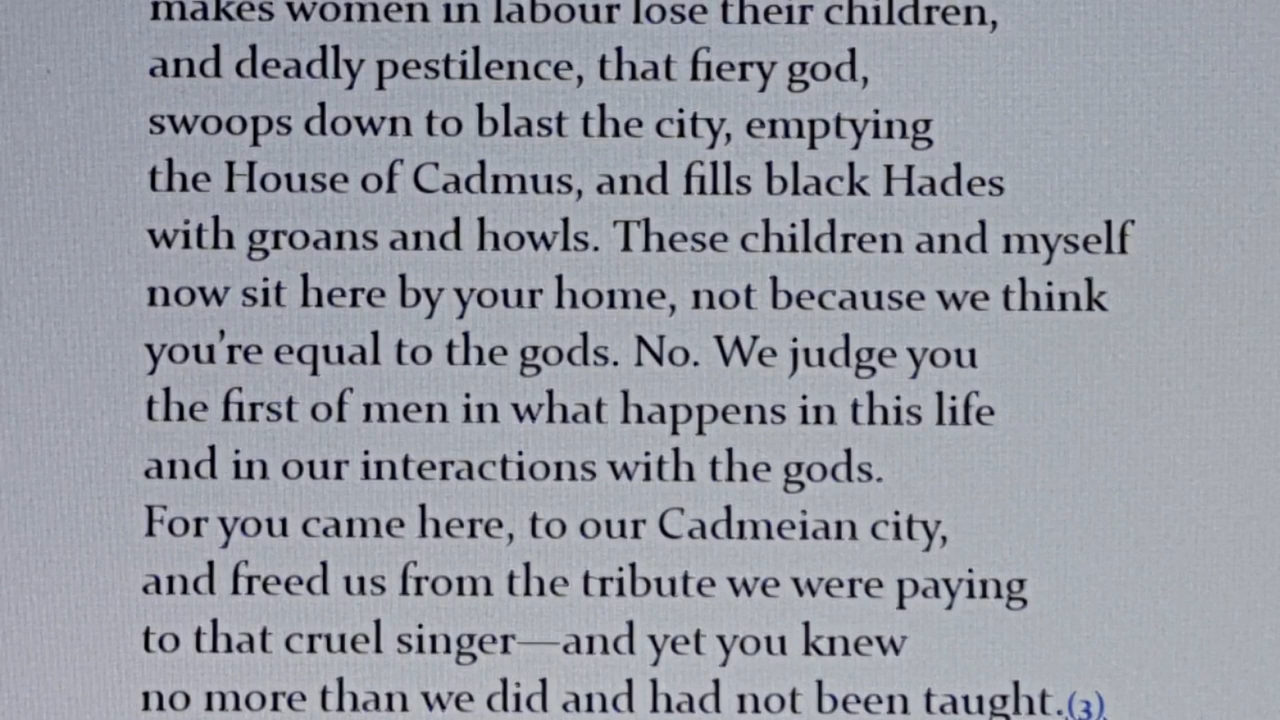 makes women in labour lose their children,
and deadly pestilence, that fiery god,
swoops down to blast the city, emptying
the House of Cadmus, and fills black Hades
with groans and howls. These children and myself
now sit here by your home, not because we think
you're equal to the gods. No. We judge you
the first of men in what happens in this life
and in our interactions with the gods.
For you came here, to our Cadmeian city,
and freed us from the tribute we were paying
to that cruel singer—and yet you knew
no more than we did and had not been taught.(3)